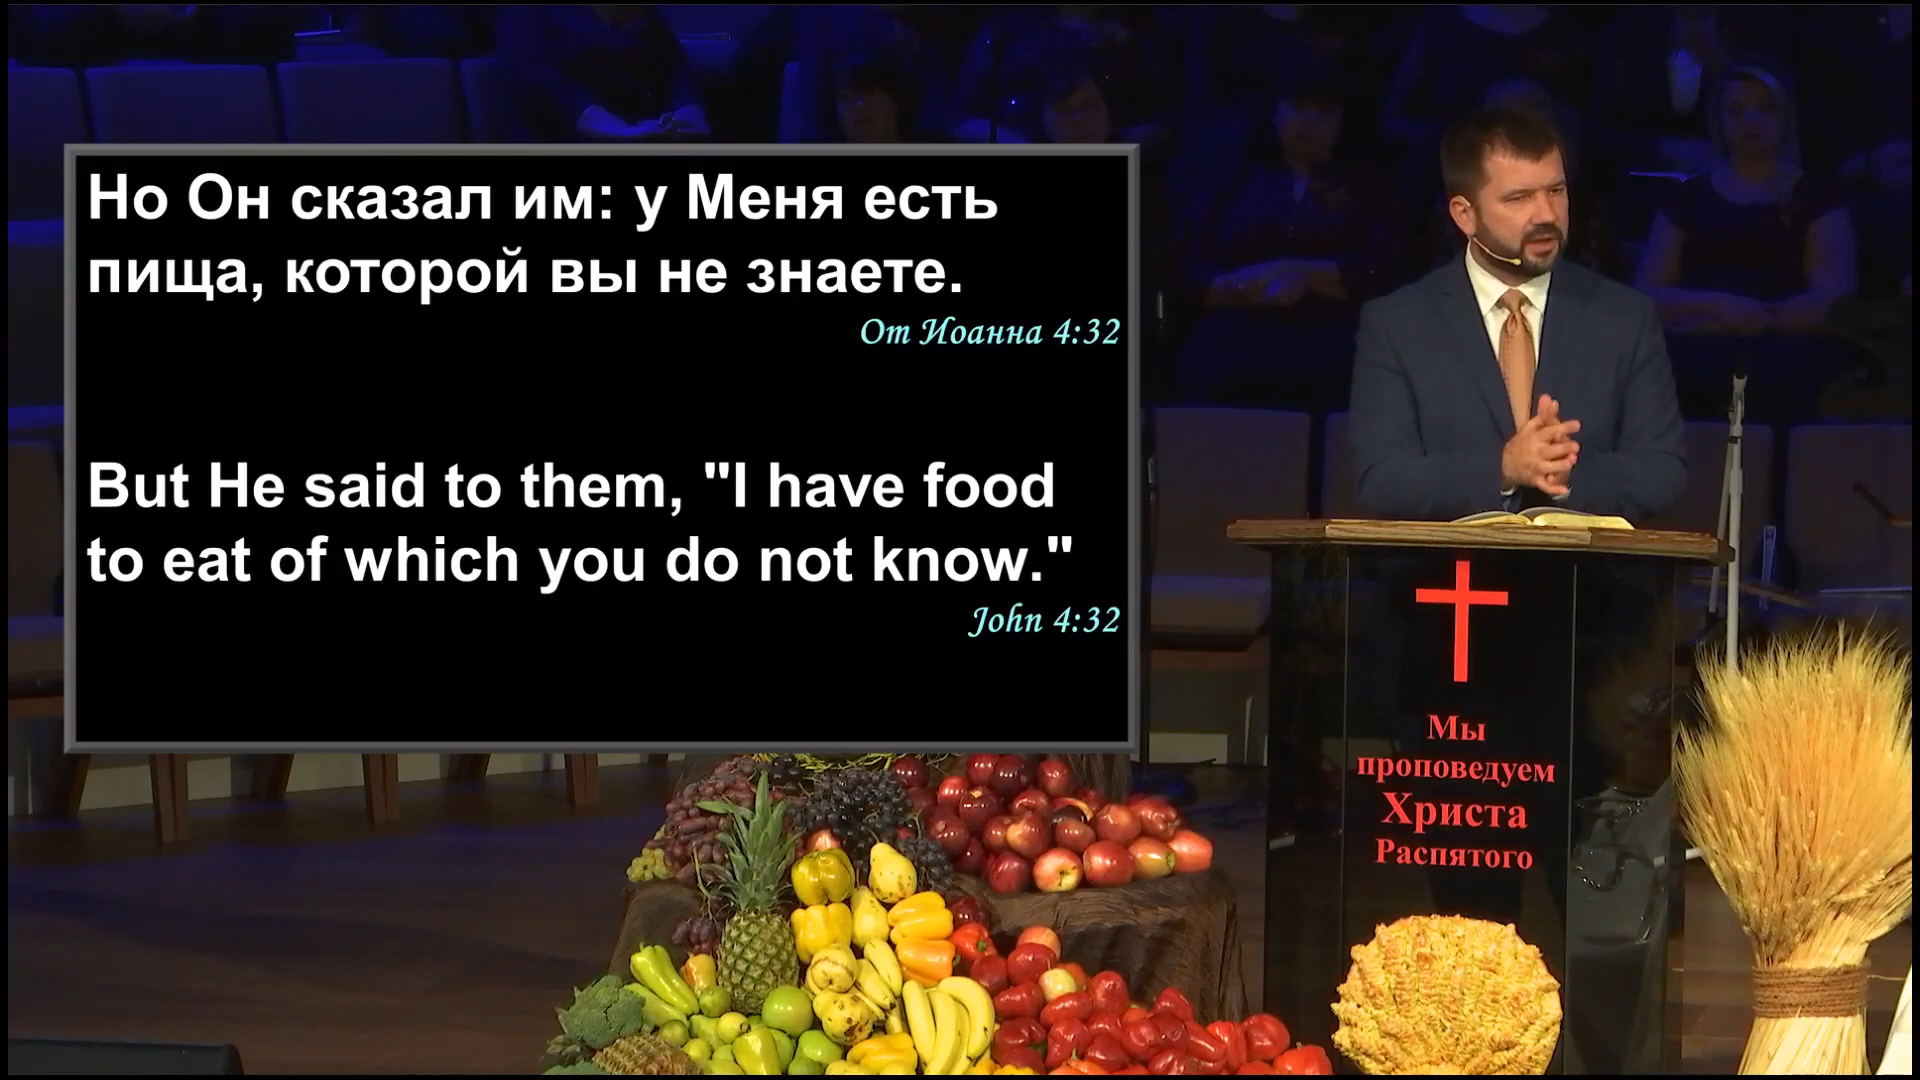 Но Он сказал им: у Меня есть
пища, которой вы не знаете.
От Иоанна 4:32
But He said to them, "I have food
to eat of which you do not know."
John 4:32
Мы
проповедуем
Христа
Распятого